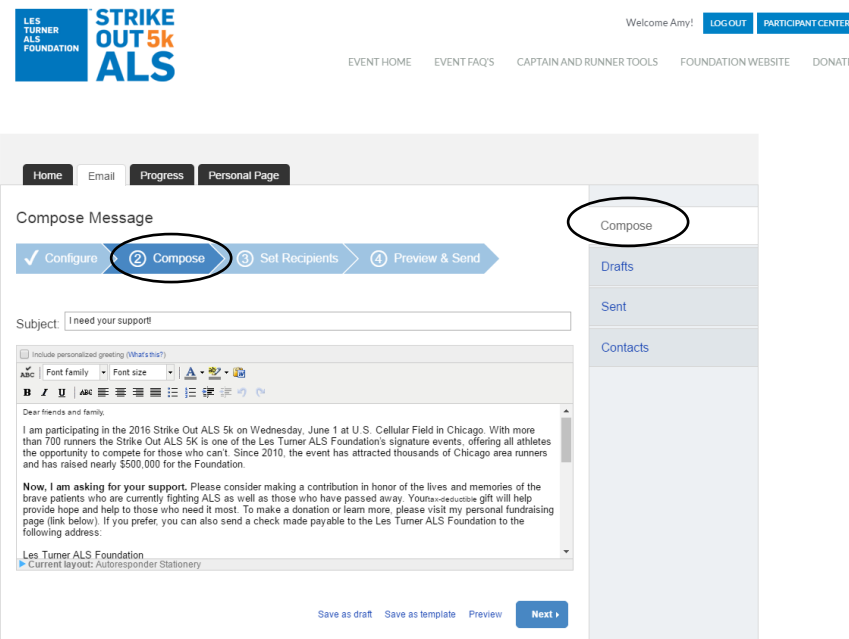 LES
TURNER
ALS
FOUNDATION
STRIKE
OUT 5k
ALS
Welcome Amy!
LOG OUT
PARTICIPANT CENTER
EVENT HOME
EVENT FAQ'S
CAPTAIN AND RUNNER TOOLS
FOUNDATION WEBSITE
DONAT
Home
Email
Progress
Personal Page
Compose Message
Configure
2 Compose
3 Set Recipients
4 Preview & Send
Subject: I need your support!
Include personalized greeting (What's this?)
ABC
Font family
Font size
A
B I U ABC
Dear friends and family,
I am participating in the 2016 Strike Out ALS 5k on Wednesday, June 1 at U.S. Cellular Field in Chicago. With more
than 700 runners the Strike Out ALS 5K is one of the Les Turner ALS Foundation's signature events, offering all athletes
the opportunity to compete for those who can't. Since 2010, the event has attracted thousands of Chicago area runners
and has raised nearly $500,000 for the Foundation.
Now, I am asking for your support. Please consider making a contribution in honor of the lives and memories of the
brave patients who are currently fighting ALS as well as those who have passed away. Your tax-deductible gift will help
provide hope and help to those who need it most. To make a donation or learn more, please visit my personal fundraising
page (link below). If you prefer, you can also send a check made payable to the Les Turner ALS Foundation to the
following address:
Les Turner ALS Foundation
Current layout: Autoresponder Stationery
Save as draft
Save as template
Preview
Next
Compose
Drafts
Sent
Contacts